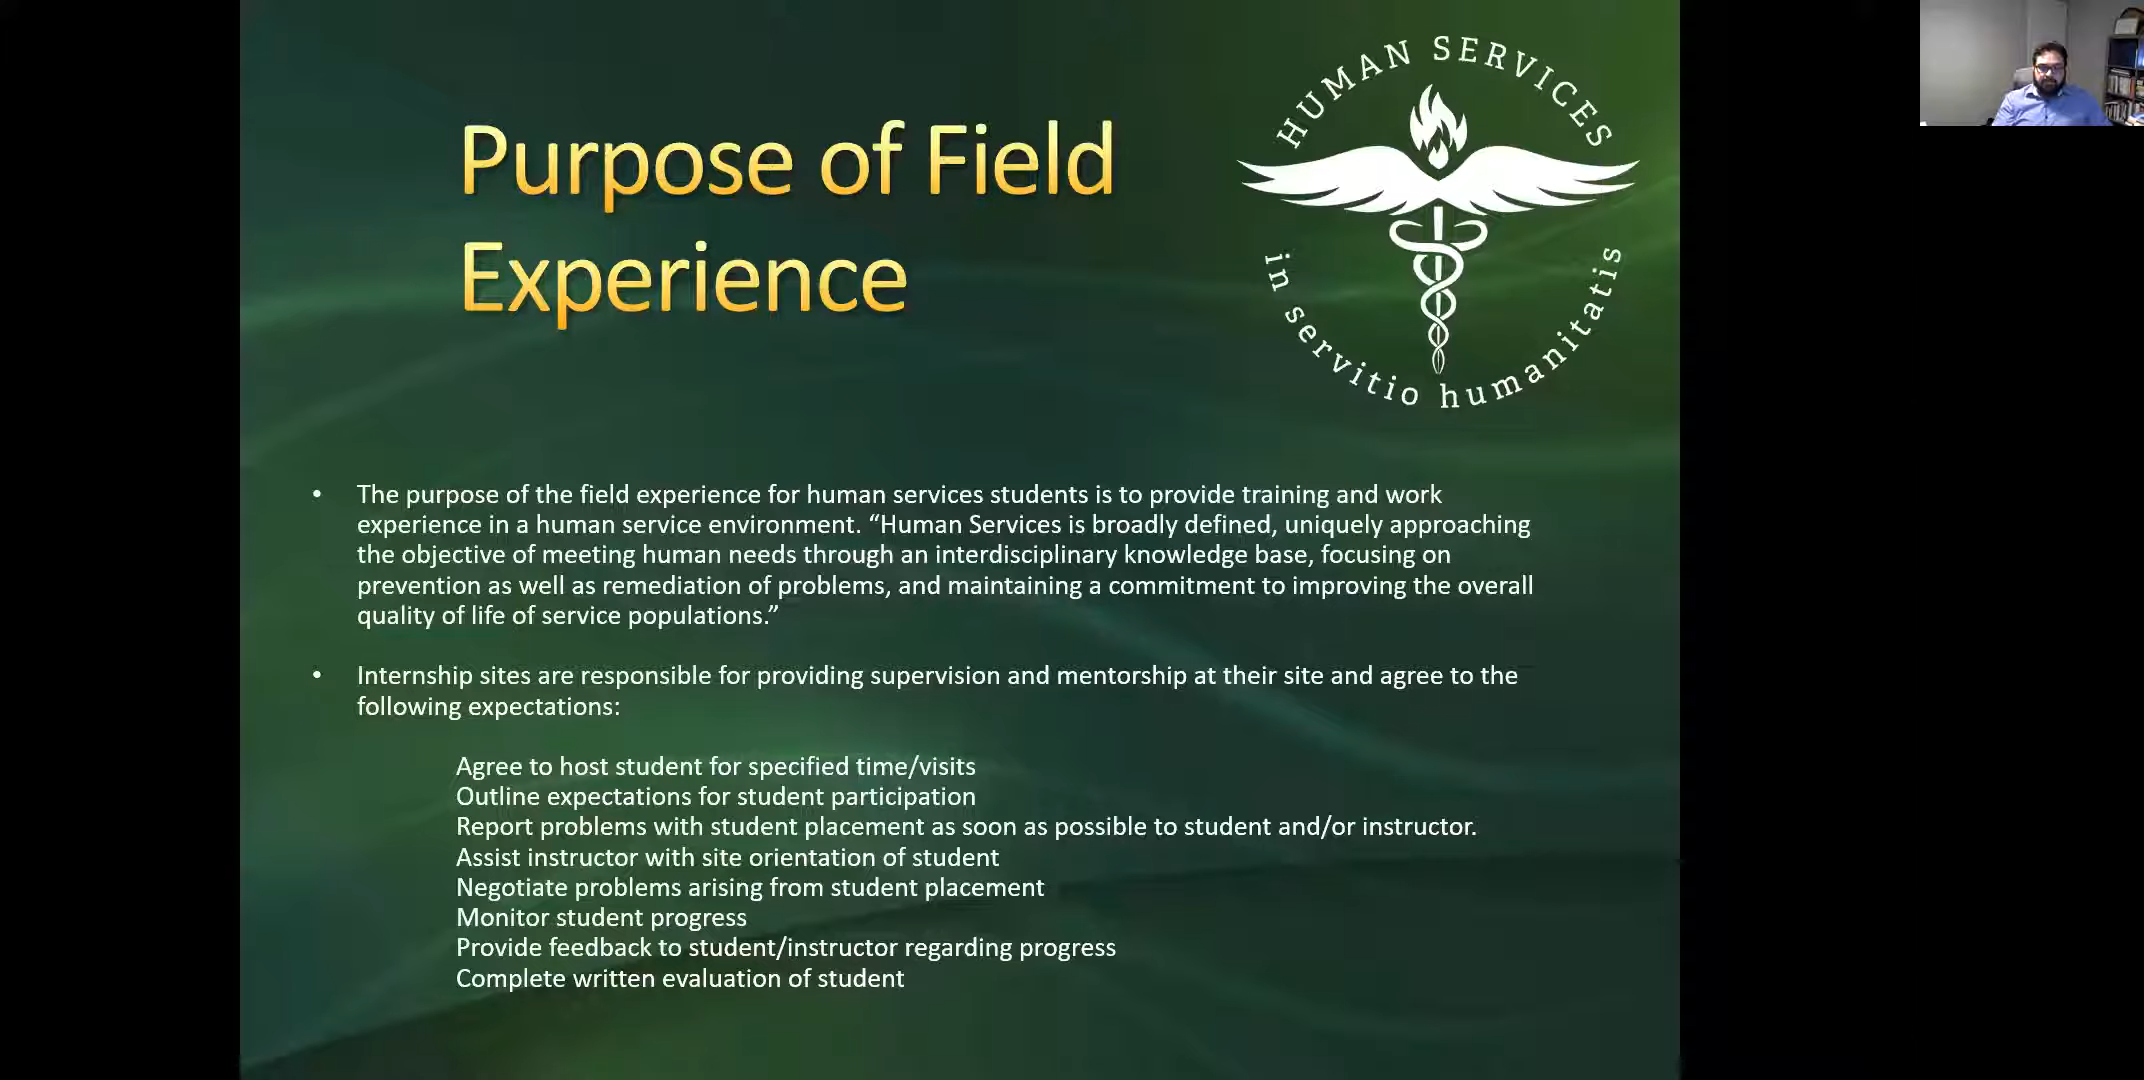 Purpose of Field
Experience
HUMAN SERVICES
in servitio humanitatis
• The purpose of the field experience for human services students is to provide training and work
experience in a human service environment. “Human Services is broadly defined, uniquely approaching
the objective of meeting human needs through an interdisciplinary knowledge base, focusing on
prevention as well as remediation of problems, and maintaining a commitment to improving the overall
quality of life of service populations.”
• Internship sites are responsible for providing supervision and mentorship at their site and agree to the
following expectations:
Agree to host student for specified time/visits
Outline expectations for student participation
Report problems with student placement as soon as possible to student and/or instructor.
Assist instructor with site orientation of student
Negotiate problems arising from student placement
Monitor student progress
Provide feedback to student/instructor regarding progress
Complete written evaluation of student